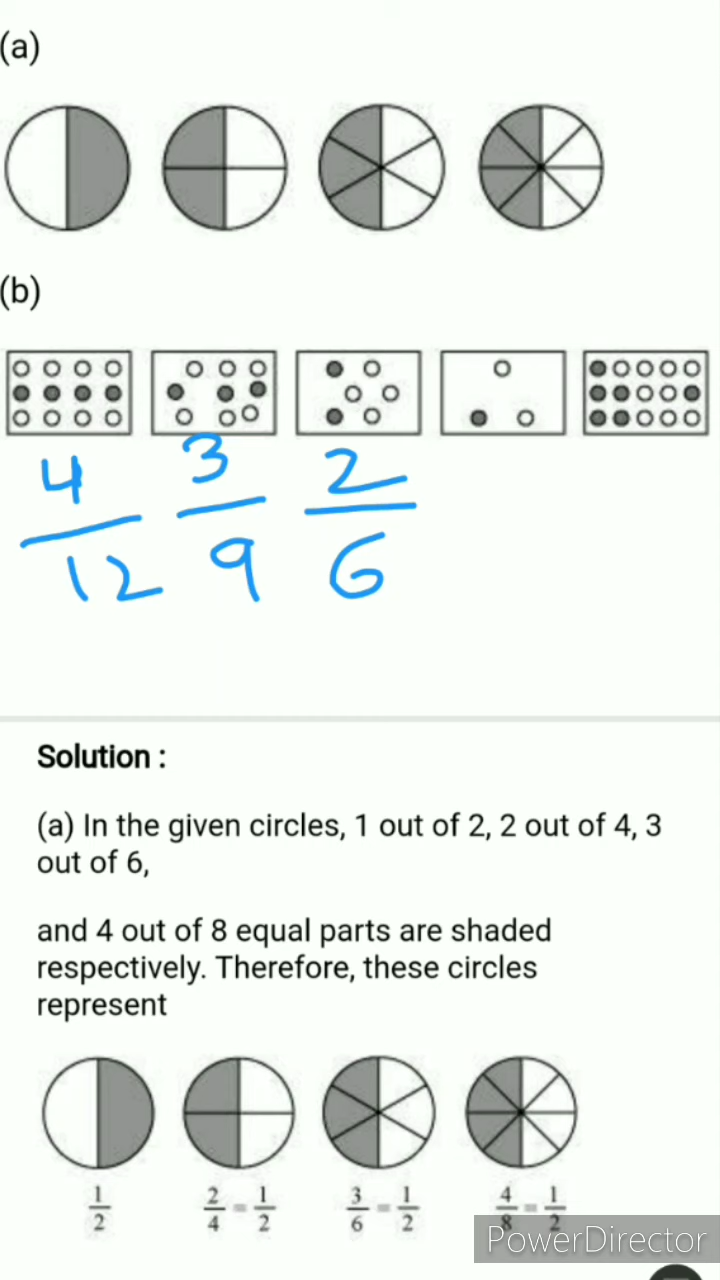 (a)
(b)
4/12 3/9 2/6
Solution :
(a) In the given circles, 1 out of 2, 2 out of 4, 3
out of 6,
and 4 out of 8 equal parts are shaded
respectively. Therefore, these circles
represent
1/2 2/4 = 1/2 3/6 = 1/2 4/8 = 1/2
PowerDirector